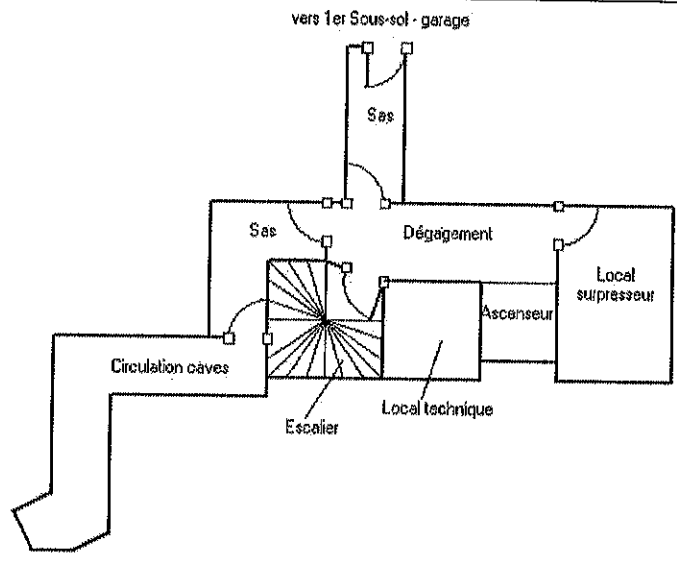 vers 1er Sous-sol - garage
Sas
Sas
Dégagement
Local
surpresseur
Ascenseur
Circulation caves
Local technique
Escalier